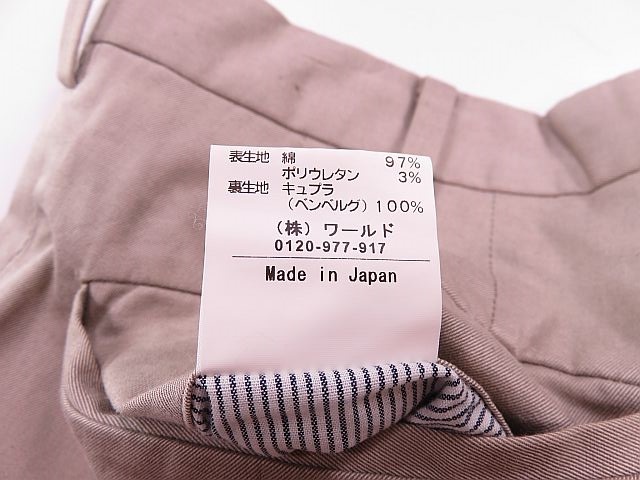 表生地 綿 97%
ポリウレタン 3%
裏生地 キュプラ
(ベンベルグ) 100%
(株) ワールド
0120-977-917
Made in Japan